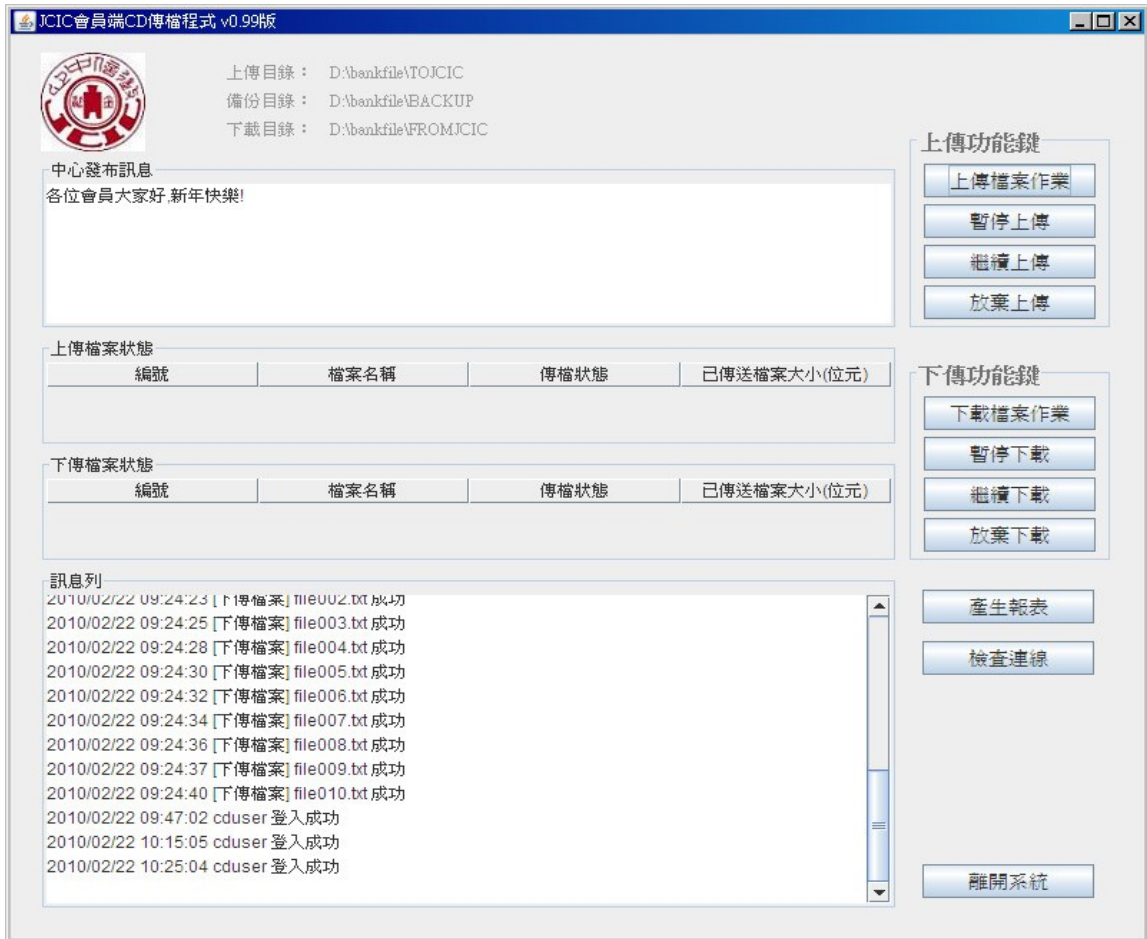 JCIC會員端CD傳檔程式 v0.99版
上傳目錄： D:\bankfile\TOJCIC
備份目錄： D:\bankfile\BACKUP
下載目錄： D:\bankfile\FROMJCIC
中心發布訊息
各位會員大家好,新年快樂!
上傳功能鍵
上傳檔案作業
暫停上傳
繼續上傳
放棄上傳
上傳檔案狀態
編號 檔案名稱 傳檔狀態 已傳送檔案大小(位元)
下傳檔案狀態
編號 檔案名稱 傳檔狀態 已傳送檔案大小(位元)
下傳功能鍵
下載檔案作業
暫停下載
繼續下載
放棄下載
訊息列
2010/02/22 09:24:23 [下傳檔案] file002.txt 成功
2010/02/22 09:24:25 [下傳檔案] file003.txt 成功
2010/02/22 09:24:28 [下傳檔案] file004.txt 成功
2010/02/22 09:24:30 [下傳檔案] file005.txt 成功
2010/02/22 09:24:32 [下傳檔案] file006.txt 成功
2010/02/22 09:24:34 [下傳檔案] file007.txt 成功
2010/02/22 09:24:36 [下傳檔案] file008.txt 成功
2010/02/22 09:24:37 [下傳檔案] file009.txt 成功
2010/02/22 09:24:40 [下傳檔案] file010.txt 成功
2010/02/22 09:47:02 cduser 登入成功
2010/02/22 10:15:05 cduser 登入成功
2010/02/22 10:25:04 cduser 登入成功
產生報表
檢查連線
離開系統